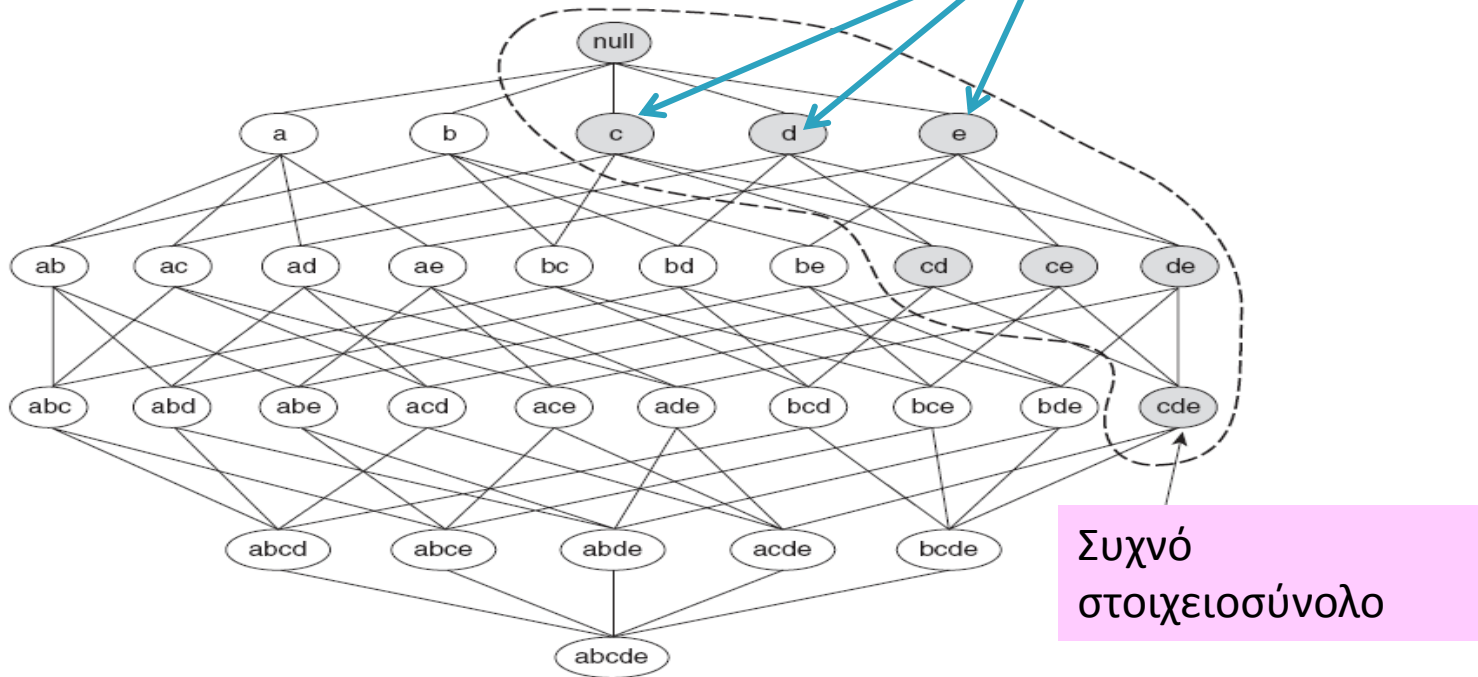 null
a b c d e
ab ac ad ae bc bd be cd ce de
abc abd abe acd ace ade bcd bce bde cde
abcd abce abde acde bcde
abcde
Συχνό
στοιχειοσύνολο